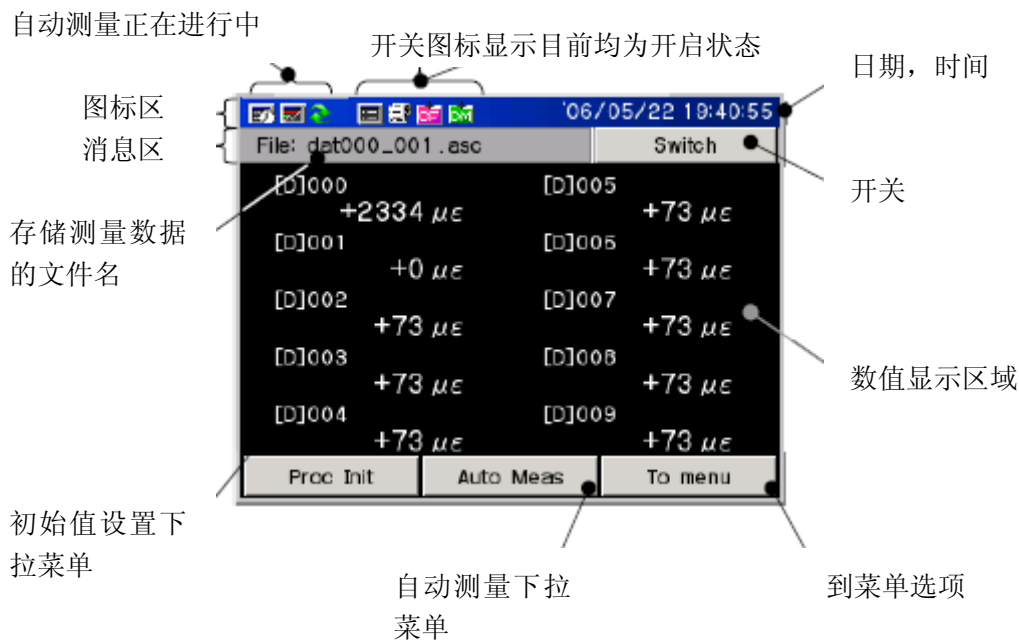 自动测量正在进行中
开关图标显示目前均为开启状态
日期，时间
图标区
消息区
'06/05/22 19:40:55
File: dat000_001.asc
Switch
开关
存储测量数据
的文件名
[D]000
+2334 με
[D]001
+0 με
[D]002
+73 με
[D]003
+73 με
[D]004
+73 με
[D]005
+73 με
[D]006
+73 με
[D]007
+73 με
[D]008
+73 με
[D]009
+73 με
数值显示区域
Proc Init
Auto Meas
To menu
初始值设置下
拉菜单
自动测量下拉
菜单
到菜单选项